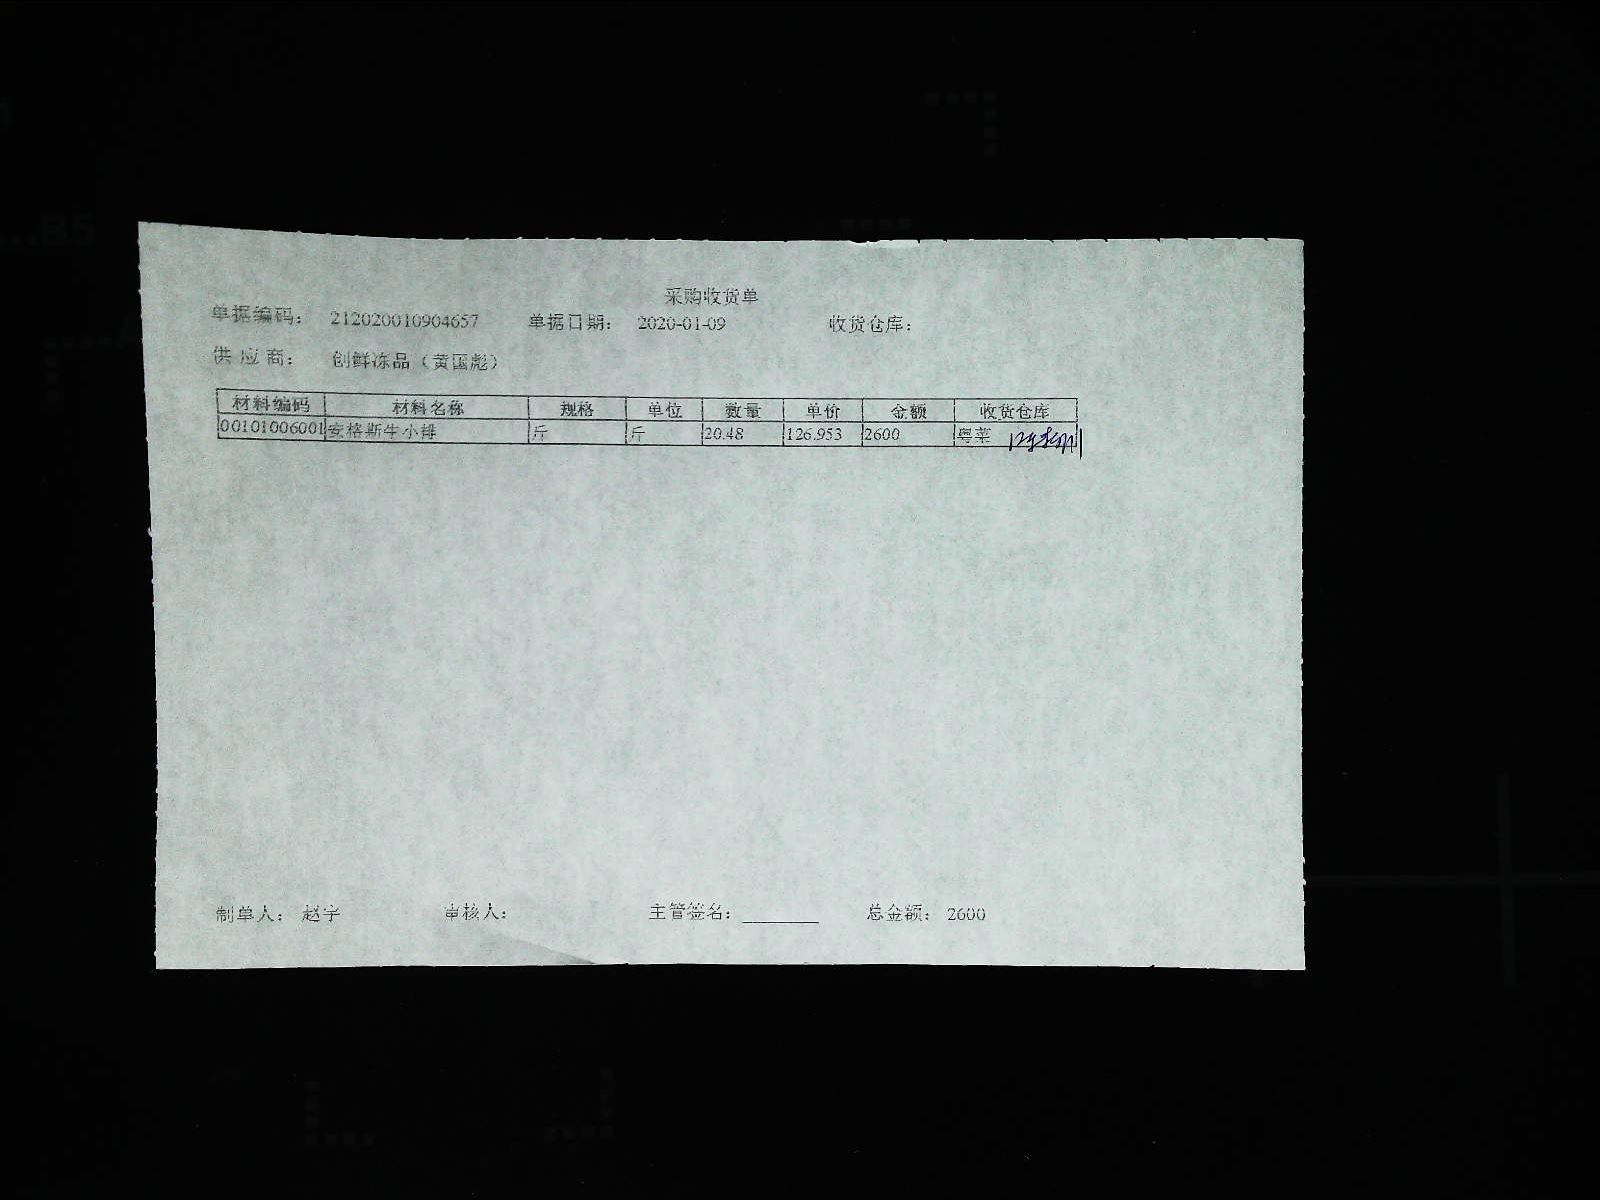 采购收货单
单据编码： 212020010904657 单据日期： 2020-01-09 收货仓库：
供 应 商： 创鲜冻品（黄国彪）
材料编码 材料名称 规格 单位 数量 单价 金额 收货仓库
00101006001 安格斯牛小排 斤 斤 20.48 126.953 2600 粤菜
制单人： 赵宇 审核人： 主管签名： 总金额： 2600